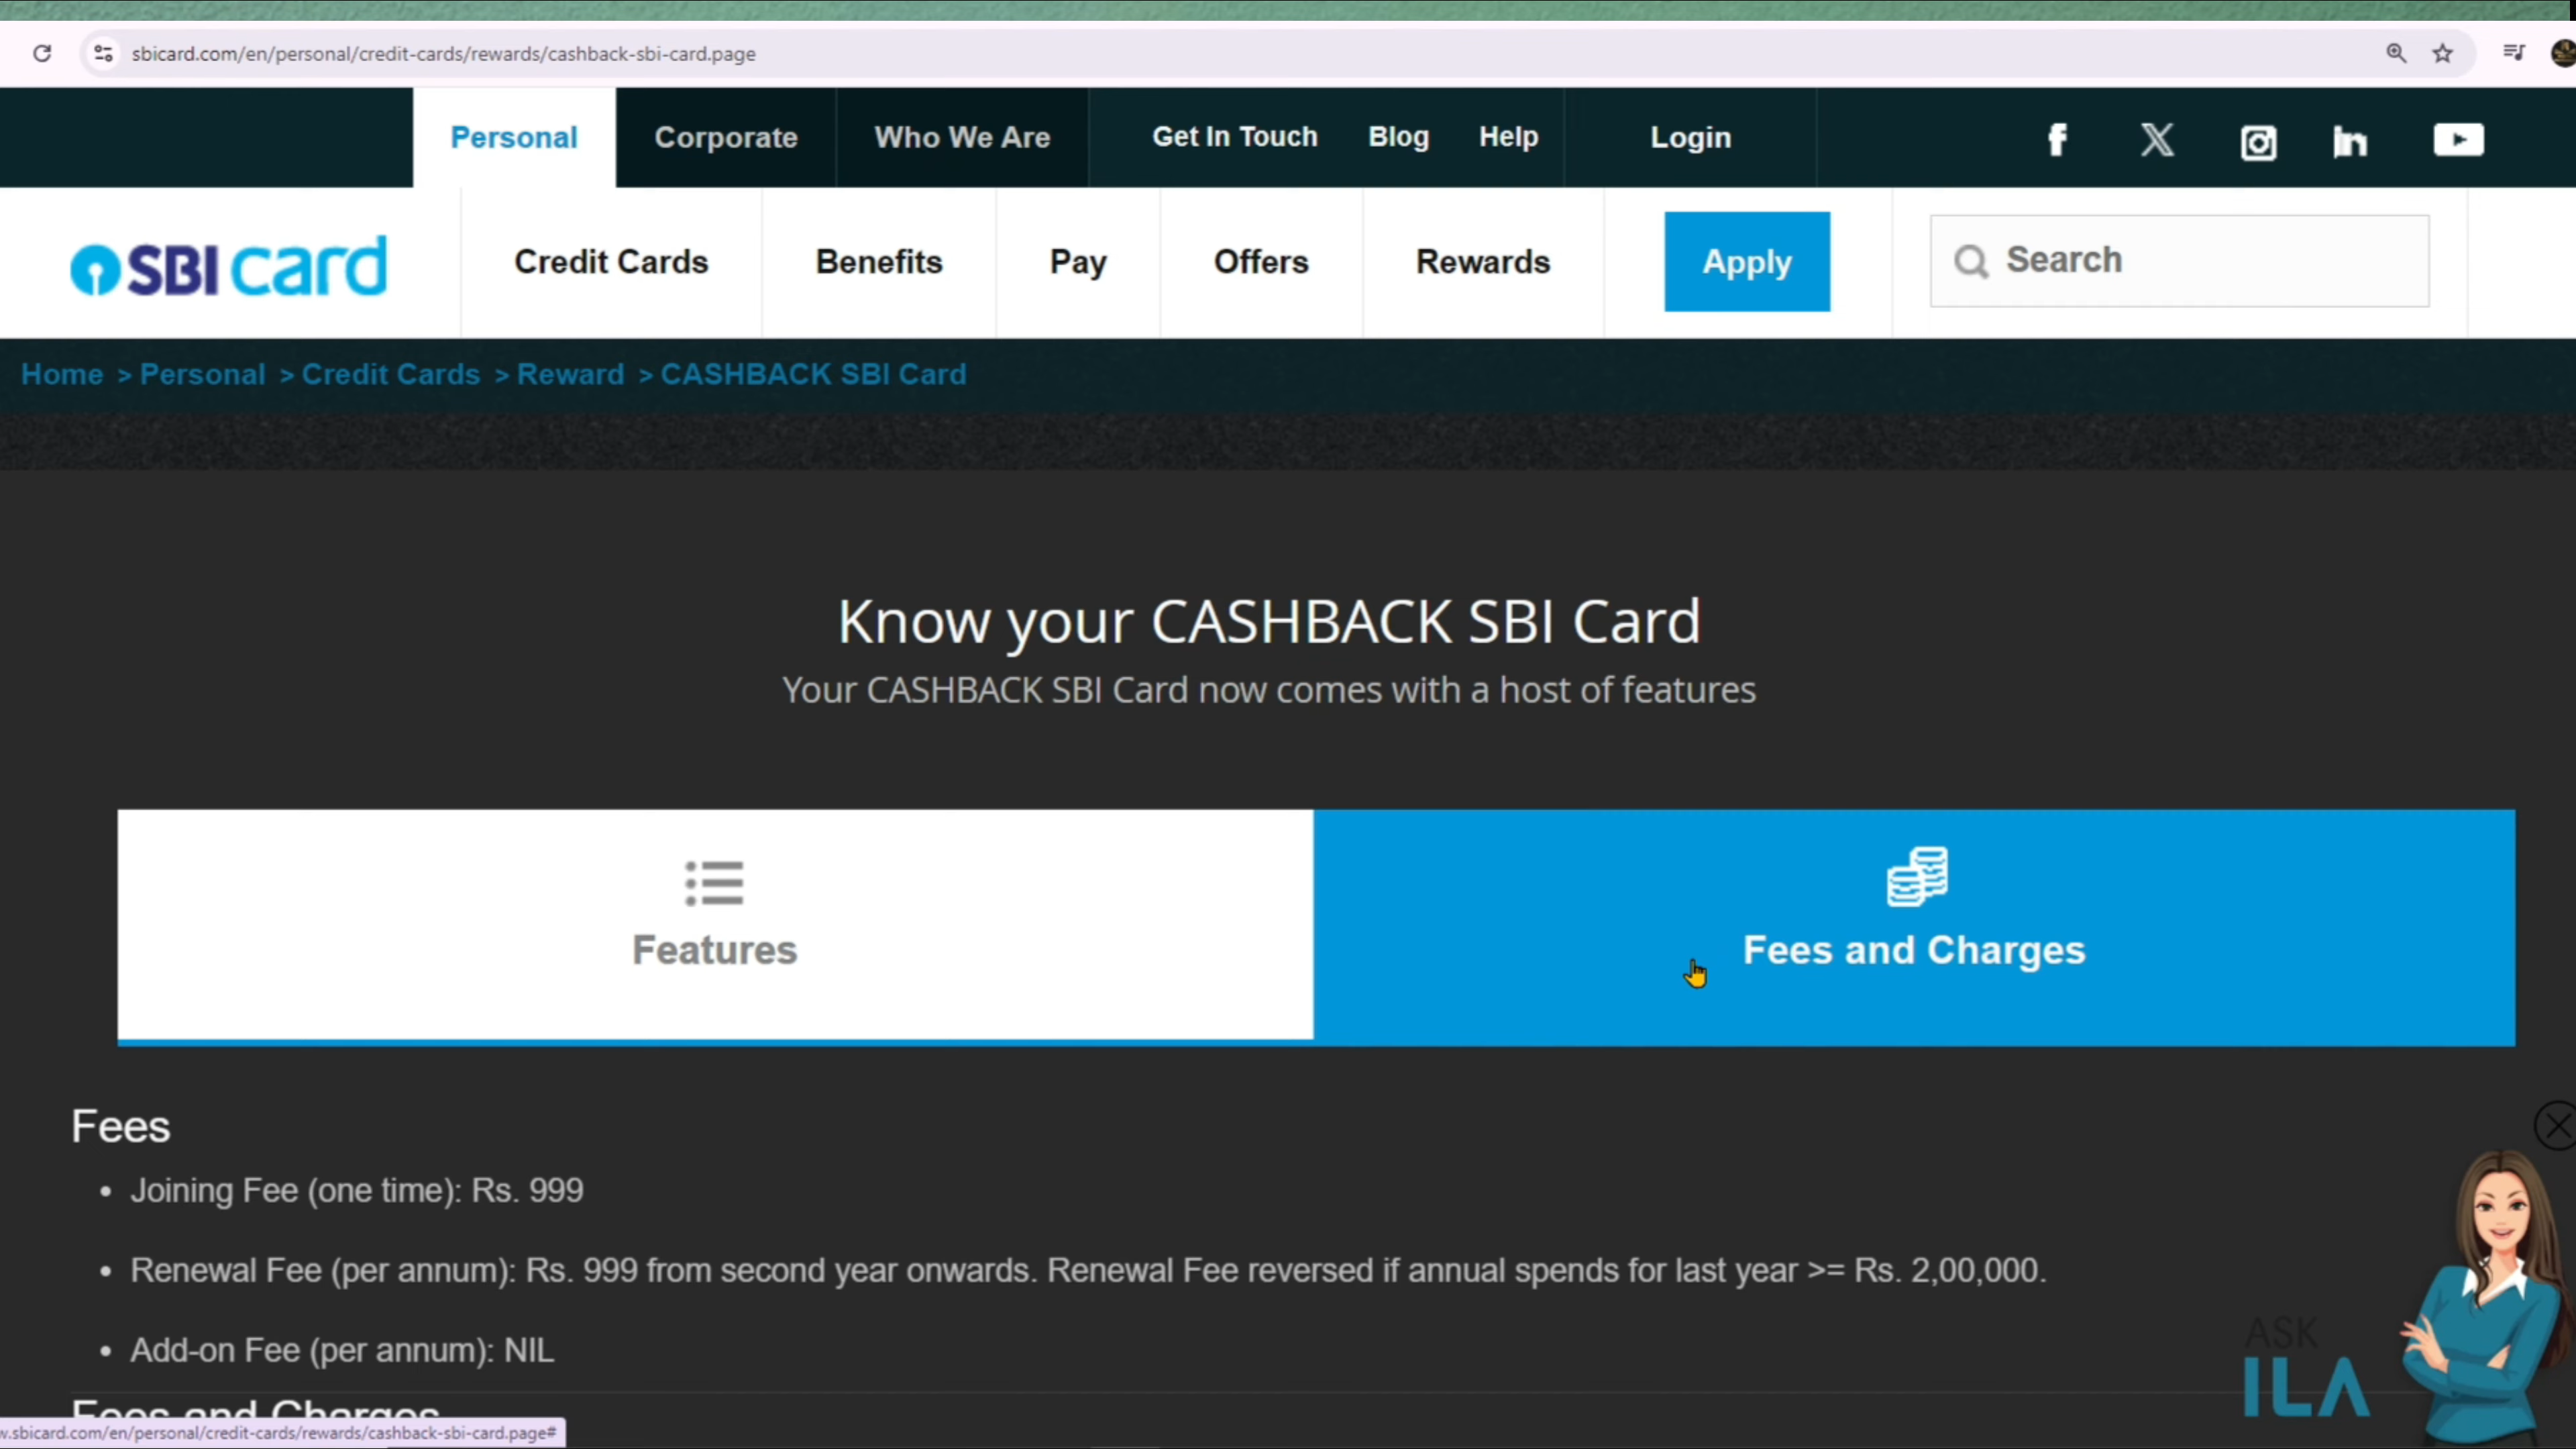 sbicard.com/en/personal/credit-cards/rewards/cashback-sbi-card.page
Personal Corporate Who We Are Get In Touch Blog Help Login
SBI card Credit Cards Benefits Pay Offers Rewards Apply Search
Home > Personal > Credit Cards > Reward > CASHBACK SBI Card
Know your CASHBACK SBI Card
Your CASHBACK SBI Card now comes with a host of features
Features
Fees and Charges
Fees
• Joining Fee (one time): Rs. 999
• Renewal Fee (per annum): Rs. 999 from second year onwards. Renewal Fee reversed if annual spends for last year >= Rs. 2,00,000.
• Add-on Fee (per annum): NIL
ASK
ILA
Fees and Charges
w.sbicard.com/en/personal/credit-cards/rewards/cashback-sbi-card.page#